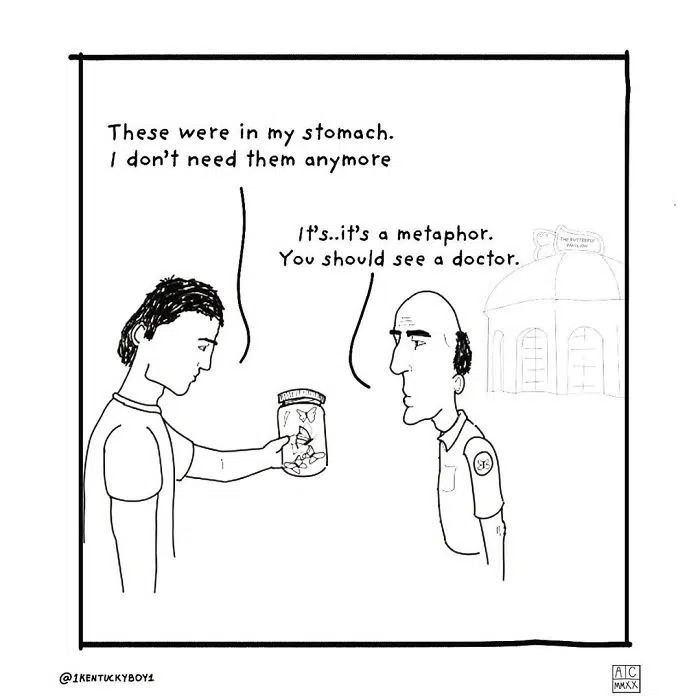 These were in my stomach.
I don't need them anymore
It's..it's a metaphor.
You should see a doctor.
THE BUTTERFLY
PAVILION
@1KENTUCKYBOY1
A C
MMXX